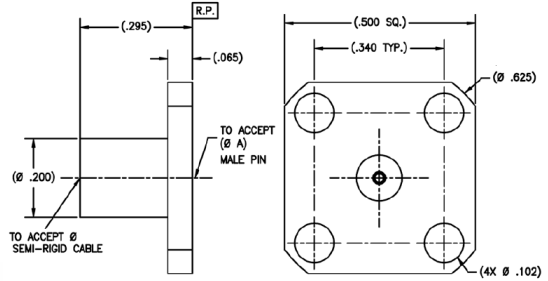 R.P.
(.295)
(.065)
(.500 SQ.)
(.340 TYP.)
(Ø .625)
TO ACCEPT
(Ø A)
MALE PIN
(Ø .200)
TO ACCEPT Ø
SEMI-RIGID CABLE
(4X Ø .102)